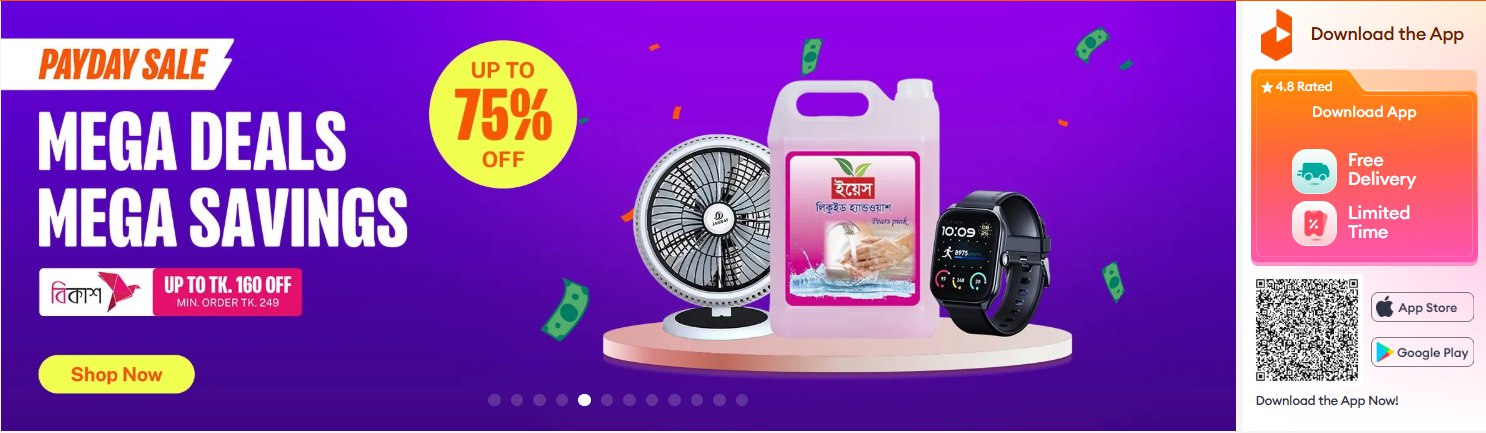 PAYDAY SALE
MEGA DEALS
MEGA SAVINGS
বিকাশ
UP TO TK. 160 OFF
MIN. ORDER TK. 249
Shop Now
UP TO
75%
OFF
ইয়েস
লিকুইড হ্যান্ডওয়াশ
Pears pink
10:09
8975
Download the App
★ 4.8 Rated
Download App
Free
Delivery
Limited
Time
App Store
Google Play
Download the App Now!